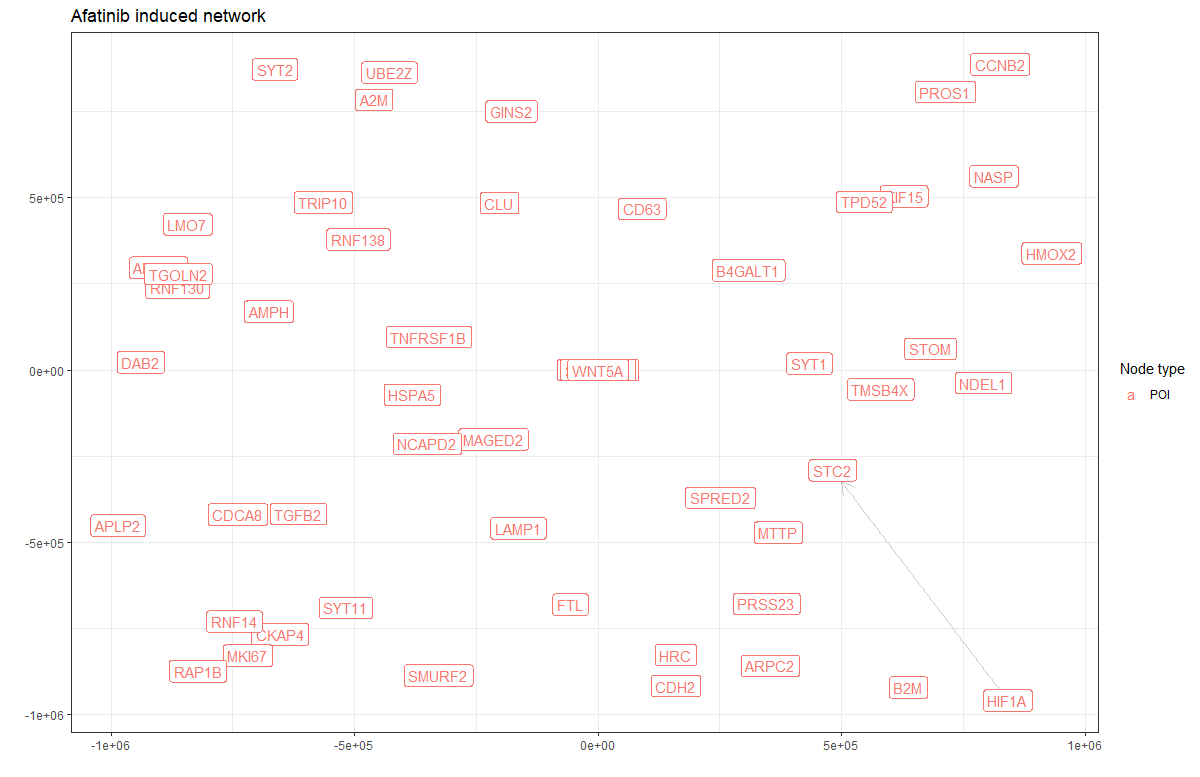 Afatinib induced network
SYT2
UBE2Z
CCNB2
A2M
PROS1
GINS2
NASP
5e+05
TRIP10
CLU
CD63
TPD52
LMO7
RNF138
HMOX2
TGOLN2
B4GALT1
RNF130
AMPH
TNFRSF1B
STOM
DAB2
0e+00
WNT5A
SYT1
Node type
HSPA5
TMSB4X
NDEL1
a POI
NCAPD2
MAGED2
STC2
SPRED2
APLP2
CDCA8
TGFB2
LAMP1
MTTP
-5e+05
SYT11
FTL
PRSS23
RNF14
CKAP4
MKI67
HRC
RAP1B
SMURF2
ARPC2
CDH2
B2M
HIF1A
-1e+06
-1e+06
-5e+05
0e+00
5e+05
1e+06